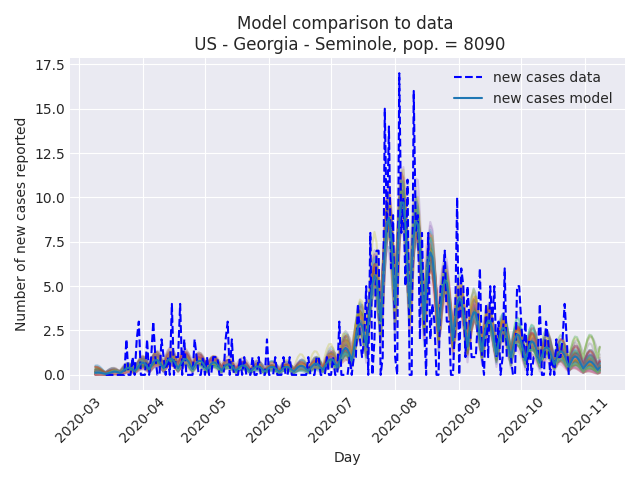 Model comparison to data
US - Georgia - Seminole, pop. = 8090
new cases data
new cases model
Number of new cases reported
17.5
15.0
12.5
10.0
7.5
5.0
2.5
0.0
2020-03
2020-04
2020-05
2020-06
2020-07
2020-08
2020-09
2020-10
2020-11
Day